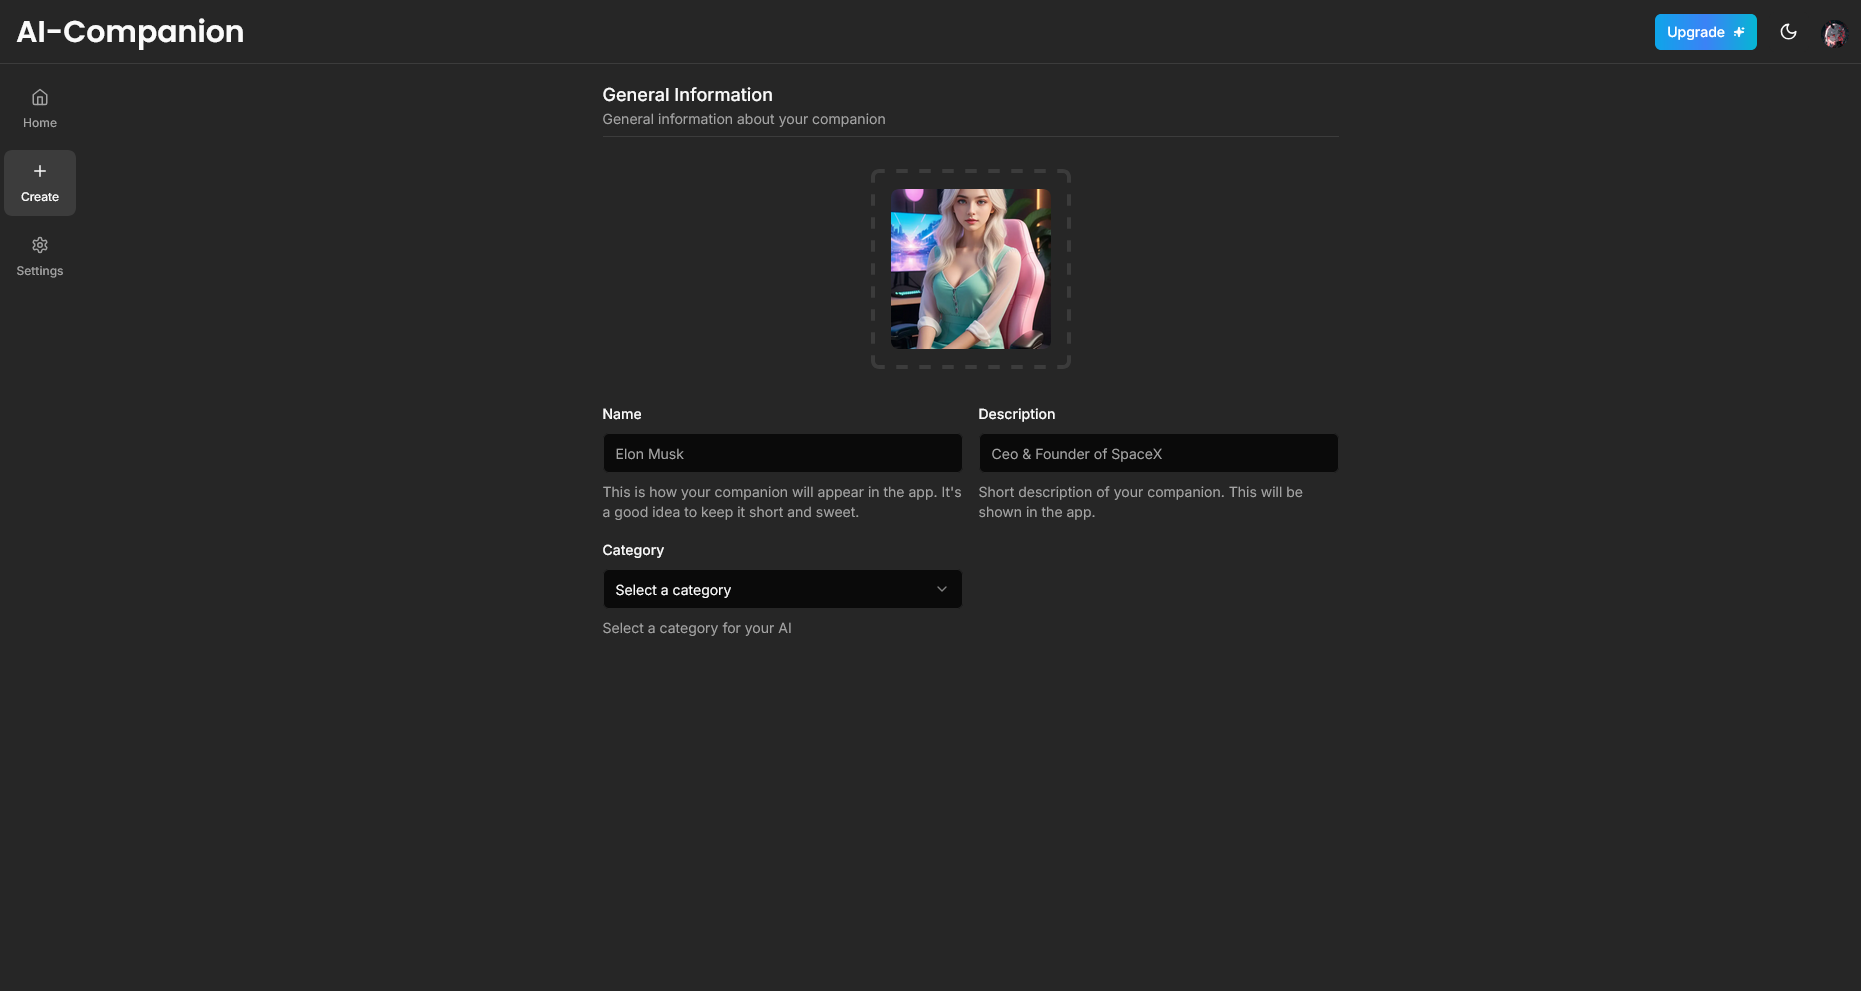 AI-Companion
Upgrade
Home
Create
Settings
General Information
General information about your companion
Name
Elon Musk
This is how your companion will appear in the app. It's
a good idea to keep it short and sweet.
Description
Ceo & Founder of SpaceX
Short description of your companion. This will be
shown in the app.
Category
Select a category
Select a category for your AI